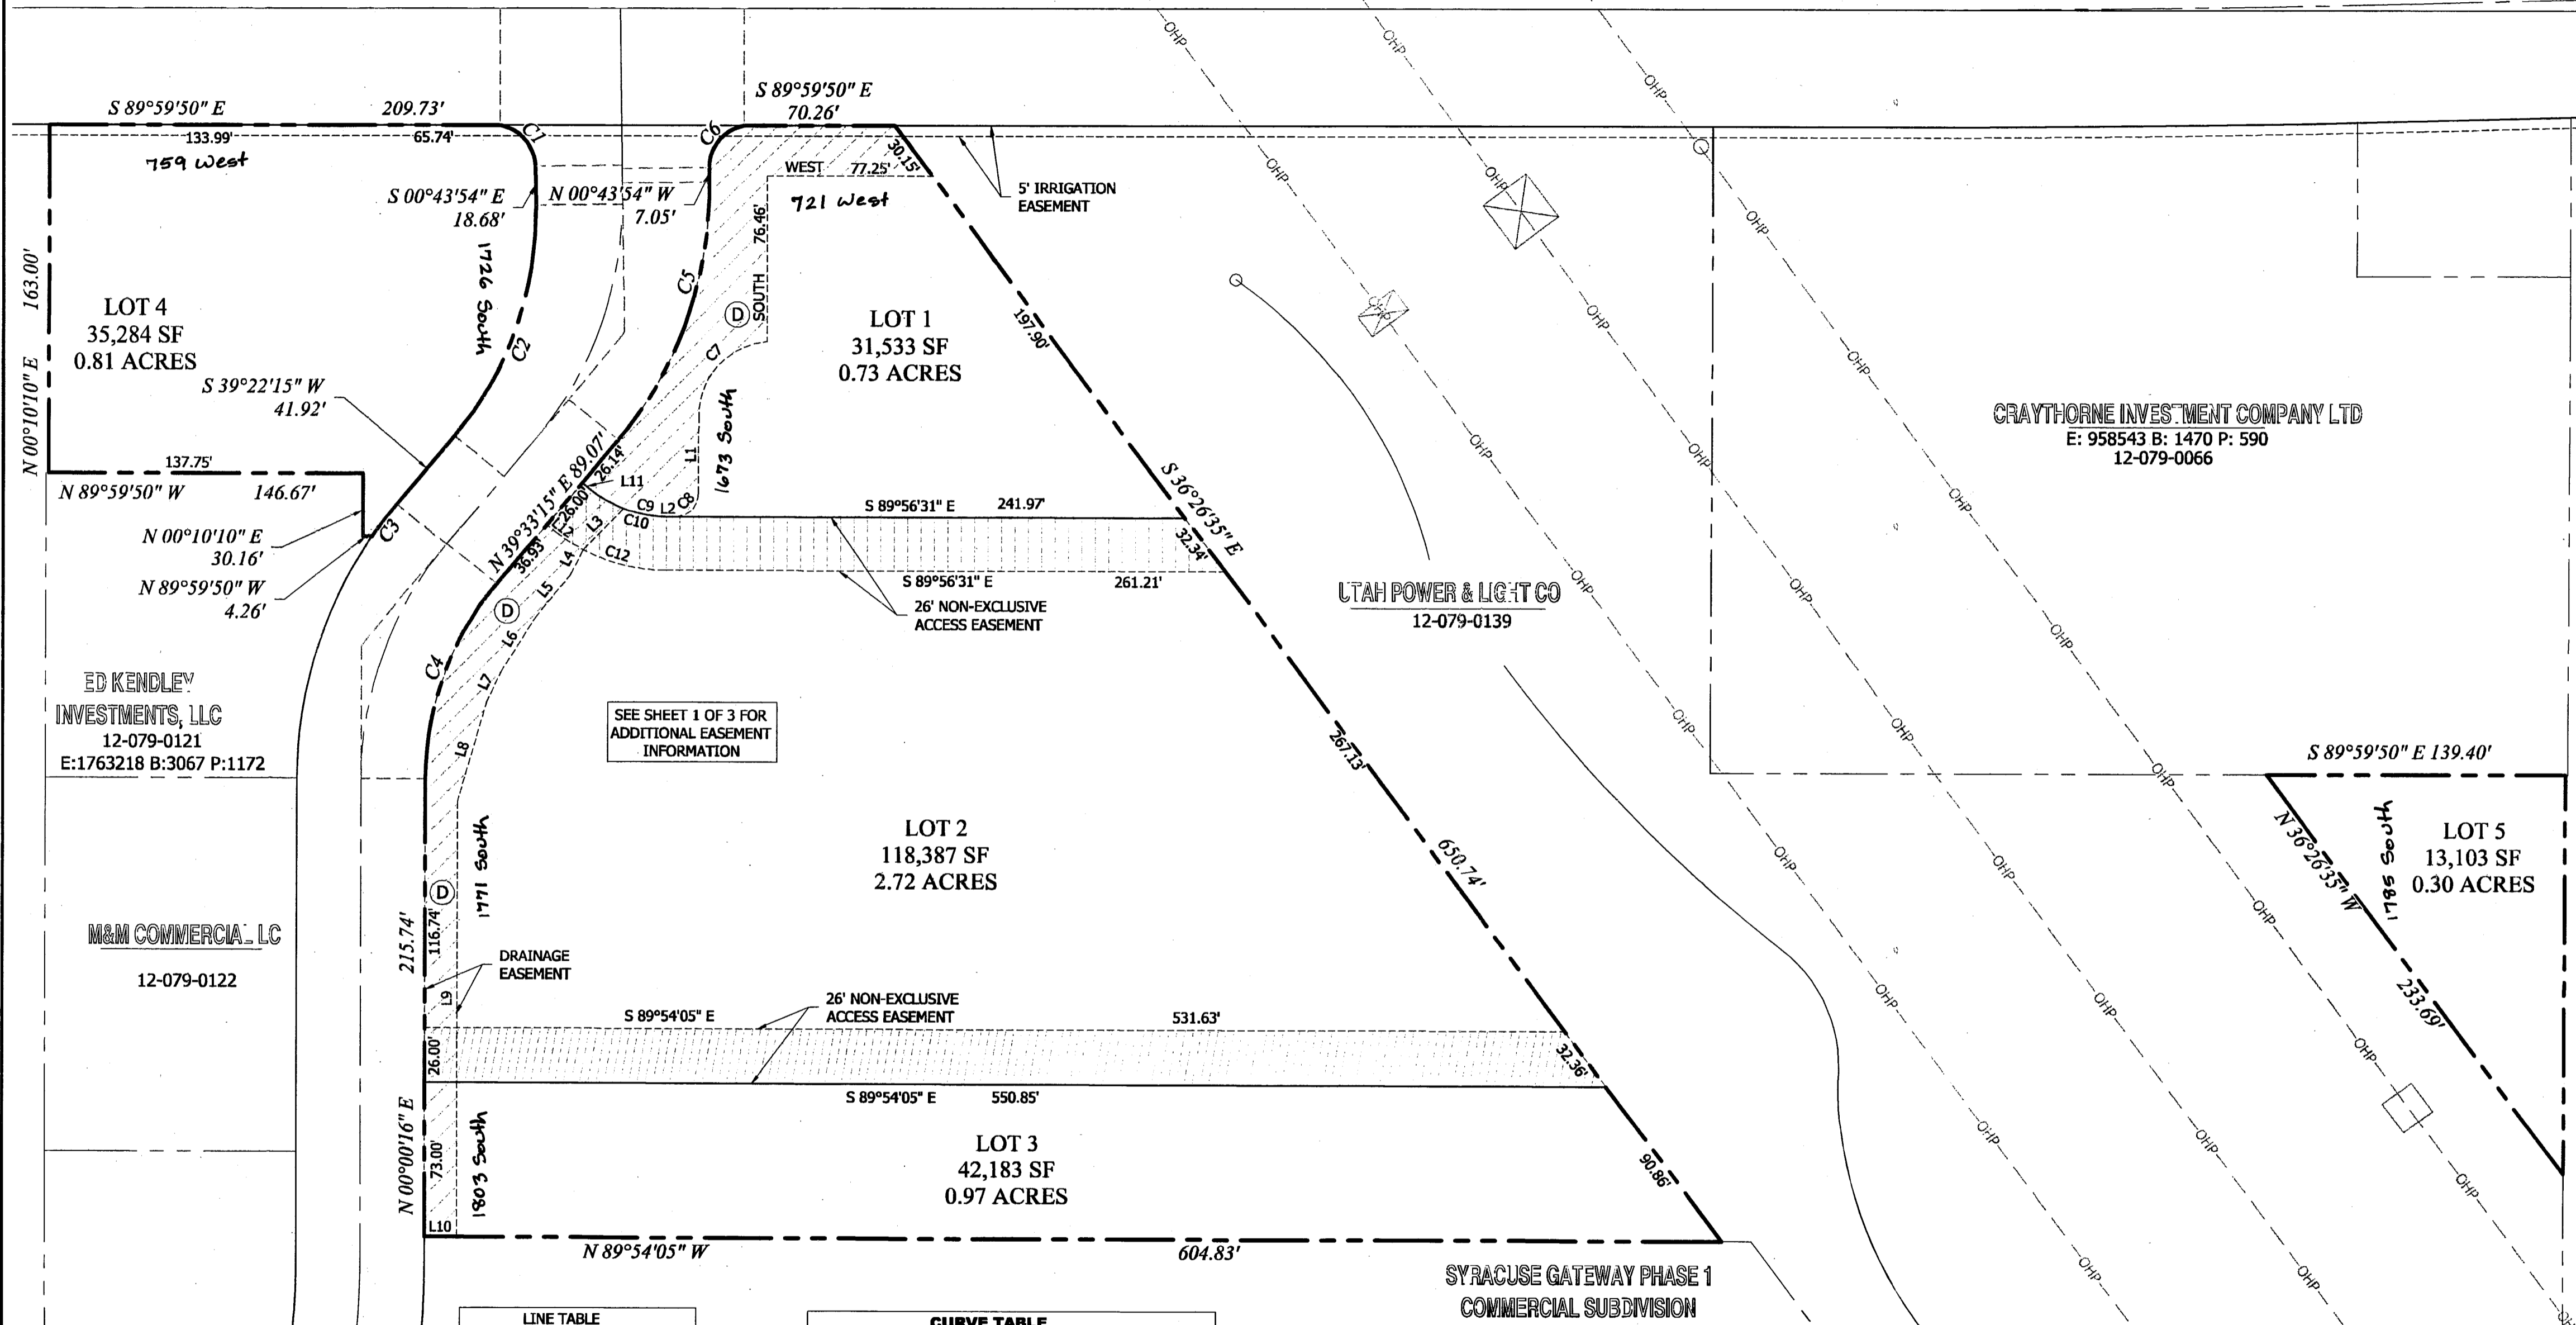 S 89°59'50" E 209.73'
133.99' 65.74'
759 West
C1
C6
S 89°59'50" E
70.26'
30.15'
WEST 77.25'
721 West
5' IRRIGATION
EASEMENT
S 00°43'54" E
18.68'
N 00°43'54" W
7.05'
SOUTH 76.46'
1726 South
N 00°10'10" E 163.00'
LOT 4
35,284 SF
0.81 ACRES
C2
C5
D
C7
LOT 1
31,533 SF
0.73 ACRES
197.90'
S 39°22'15" W
41.92'
1673 South
L1
137.75'
N 89°59'50" W 146.67'
C3
N 00°10'10" E
30.16'
N 89°59'50" W
4.26'
N 39°33'15" E 89.07'
26.14'
26.00'
36.93'
L11
C9 L2 C8
C10
L3
L4
C12
L5
L6
L7
L8
D
C4
S 89°56'31" E 241.97'
S 36°26'35" E
32.34'
S 89°56'31" E 261.21'
26' NON-EXCLUSIVE
ACCESS EASEMENT
OHP OHP OHP
CRAYTHORNE INVESTMENT COMPANY LTD
E: 958543 B: 1470 P: 590
12-079-0066
UTAH POWER & LIGHT CO
12-079-0139
ED KENDLEY
INVESTMENTS, LLC
12-079-0121
E:1763218 B:3067 P:1172
SEE SHEET 1 OF 3 FOR
ADDITIONAL EASEMENT
INFORMATION
267.13'
650.74'
S 89°59'50" E 139.40'
N 36°26'35" W
233.69'
1785 South
LOT 5
13,103 SF
0.30 ACRES
LOT 2
118,387 SF
2.72 ACRES
1771 South
D
116.74'
215.74'
M&M COMMERCIAL LC
12-079-0122
DRAINAGE
EASEMENT
L9
26' NON-EXCLUSIVE
ACCESS EASEMENT
S 89°54'05" E 531.63'
26.00'
32.36'
S 89°54'05" E 550.85'
N 00°00'16" E
73.00'
1803 South
L10
LOT 3
42,183 SF
0.97 ACRES
90.86'
N 89°54'05" W 604.83'
SYRACUSE GATEWAY PHASE 1
COMMERCIAL SUBDIVISION
LINE TABLE
CURVE TABLE